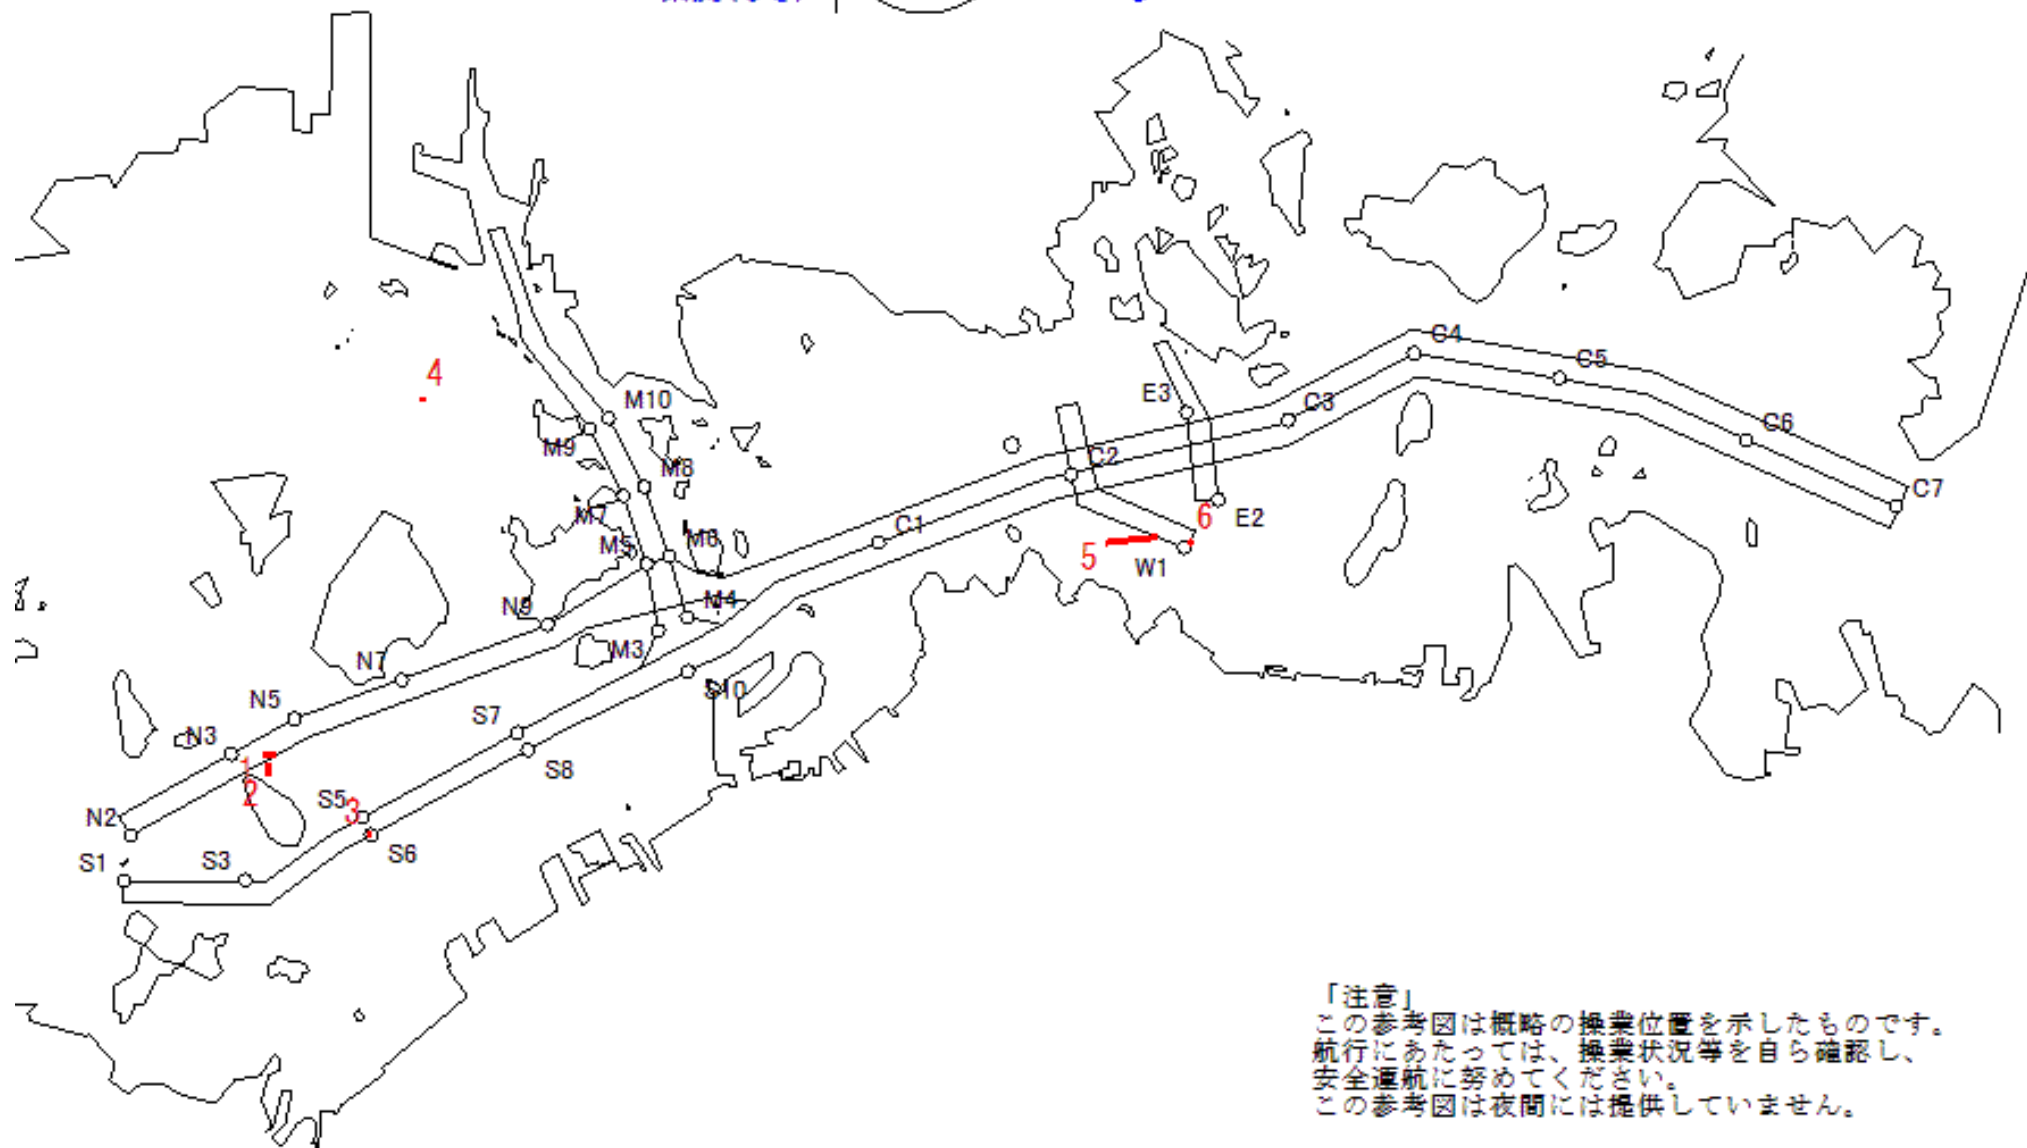 4
C4
C5
E3
M10
C3
C6
M9
C2
M8
C7
6
M7
E2
C1
M5
M6
5
W1
N9
M4
M3
N7
S10
N5
S7
N3
1
S8
2
S5
3
N2
S6
S1
S3
「注意」
この参考図は概略の操業位置を示したものです。
航行にあたっては、操業状況等を自ら確認し、
安全運航に努めてください。
この参考図は夜間には提供していません。